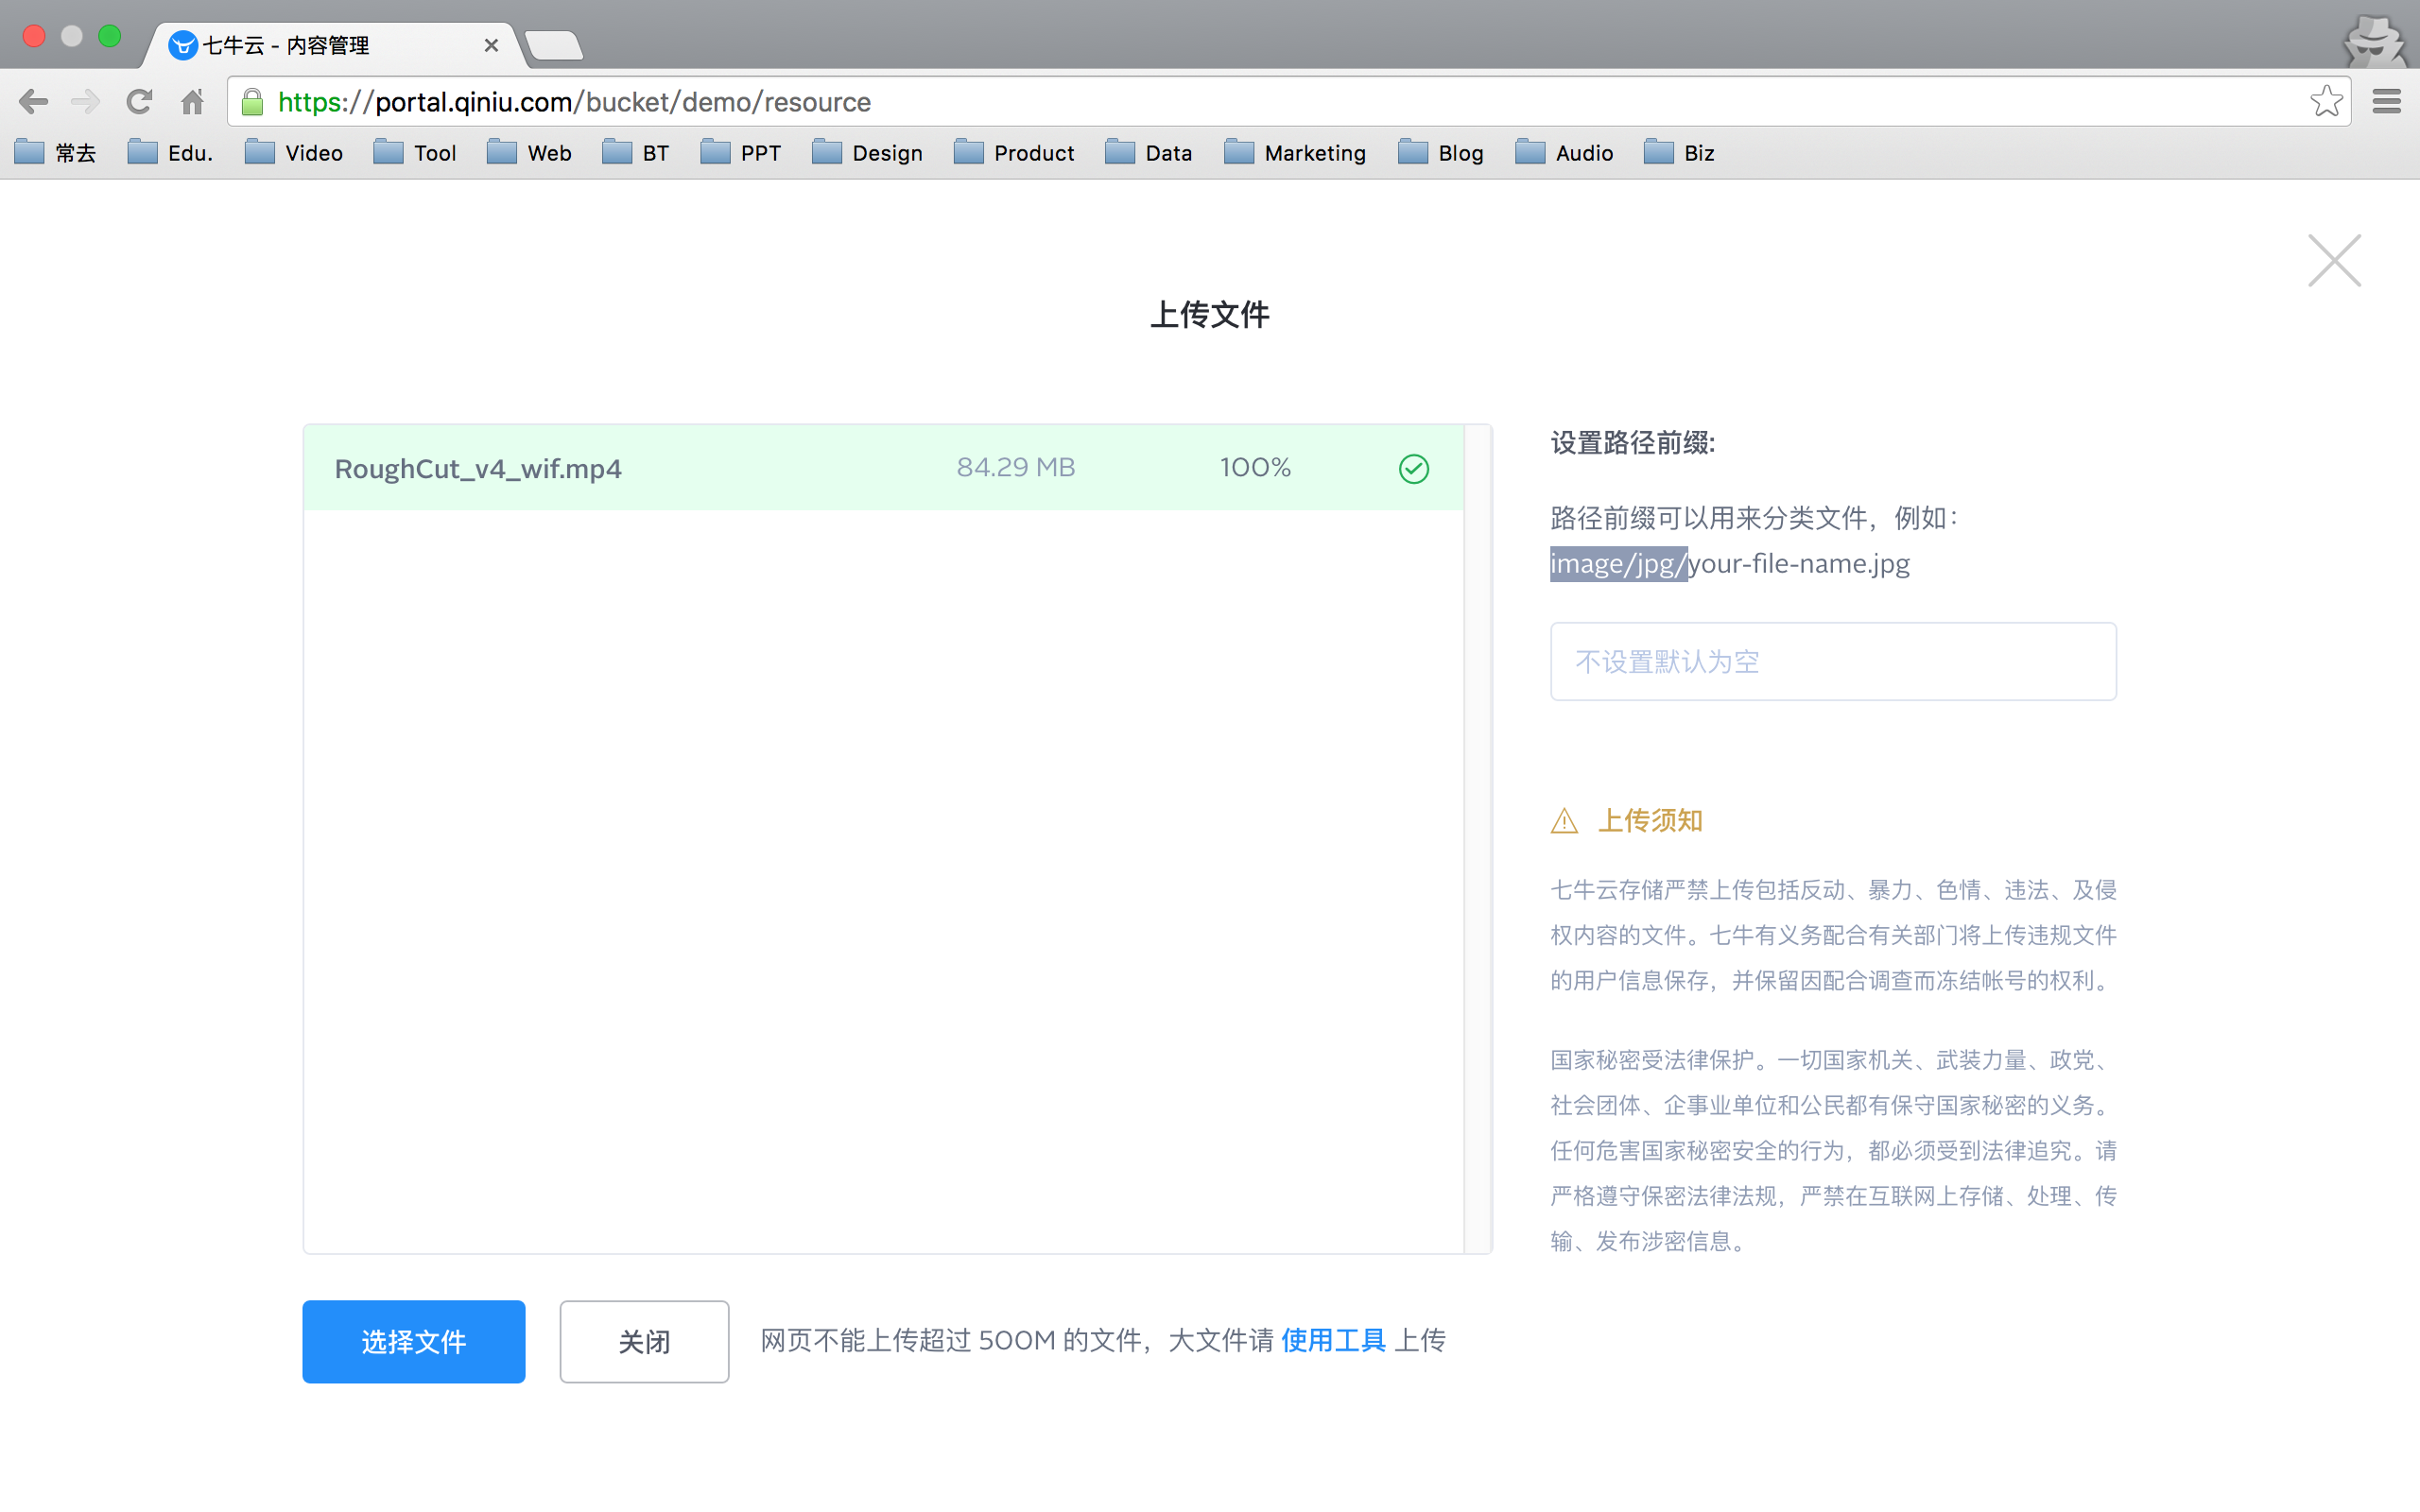 七牛云 - 内容管理
https://portal.qiniu.com/bucket/demo/resource
常去 Edu. Video Tool Web BT PPT Design Product Data Marketing Blog Audio Biz
上传文件
RoughCut_v4_wif.mp4 84.29 MB 100%
设置路径前缀:
路径前缀可以用来分类文件，例如：
image/jpg/your-file-name.jpg
不设置默认为空
上传须知
七牛云存储严禁上传包括反动、暴力、色情、违法、及侵
权内容的文件。七牛有义务配合有关部门将上传违规文件
的用户信息保存，并保留因配合调查而冻结帐号的权利。
国家秘密受法律保护。一切国家机关、武装力量、政党、
社会团体、企事业单位和公民都有保守国家秘密的义务。
任何危害国家秘密安全的行为，都必须受到法律追究。请
严格遵守保密法律法规，严禁在互联网上存储、处理、传
输、发布涉密信息。
选择文件 关闭 网页不能上传超过 500M 的文件，大文件请 使用工具 上传